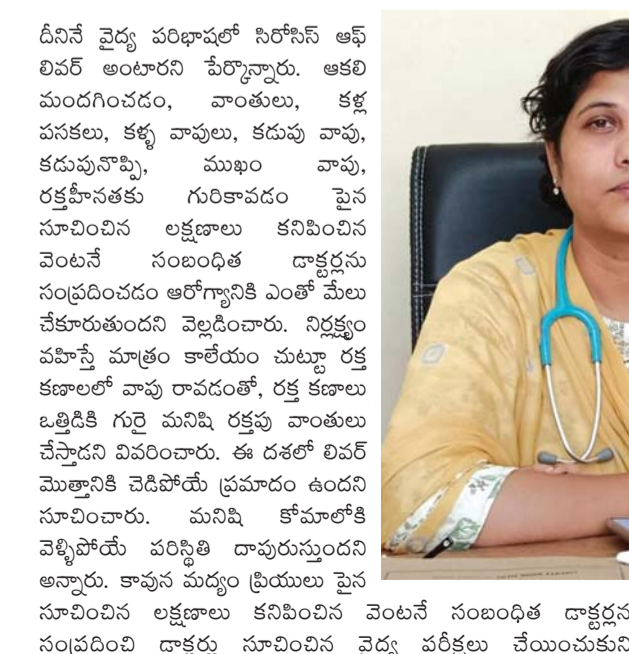 దీనినే వైద్య పరిభాషలో సిరోసిస్ ఆఫ్
లివర్ అంటారని పేర్కొన్నారు. ఆకలి
మందగించడం, వాంతులు, కళ్ల
పసకలు, కళ్ళ వాపులు, కడుపు వాపు,
కడుపునొప్పి, ముఖం వాపు,
రక్తహీనతకు గురికావడం పైన
సూచించిన లక్షణాలు కనిపించిన
వెంటనే సంబంధిత డాక్టర్లను
సంప్రదించడం ఆరోగ్యానికి ఎంతో మేలు
చేకూరుతుందని వెల్లడించారు. నిర్లక్ష్యం
వహిస్తే మాత్రం కాలేయం చుట్టూ రక్త
కణాలలో వాపు రావడంతో, రక్త కణాలు
ఒత్తిడికి గురై మనిషి రక్తపు వాంతులు
చేస్తాడని వివరించారు. ఈ దశలో లివర్
మొత్తానికి చెడిపోయే ప్రమాదం ఉందని
సూచించారు. మనిషి కోమాలోకి
వెళ్ళిపోయే పరిస్థితి దాపురుస్తుందని
అన్నారు. కావున మద్యం ప్రియులు పైన
సూచించిన లక్షణాలు కనిపించిన వెంటనే సంబంధిత డాక్టర్లన
సంప్రదించి డాక్టర్లు సూచించిన వైద్య పరీక్షలు చేయించుకుని